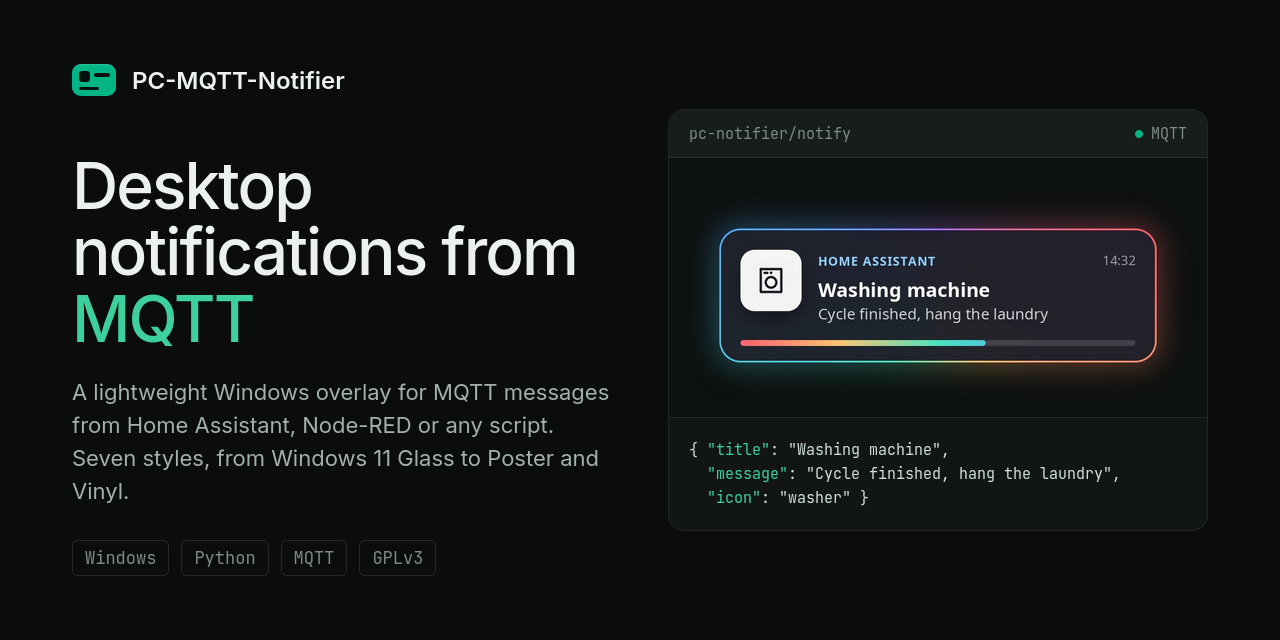 PC-MQTT-Notifier
Desktop
notifications from
MQTT
A lightweight Windows overlay for MQTT messages
from Home Assistant, Node-RED or any script.
Seven styles, from Windows 11 Glass to Poster and
Vinyl.
Windows Python MQTT GPLv3
pc-notifier/notify MQTT
HOME ASSISTANT 14:32
Washing machine
Cycle finished, hang the laundry
{ "title": "Washing machine",
"message": "Cycle finished, hang the laundry",
"icon": "washer" }